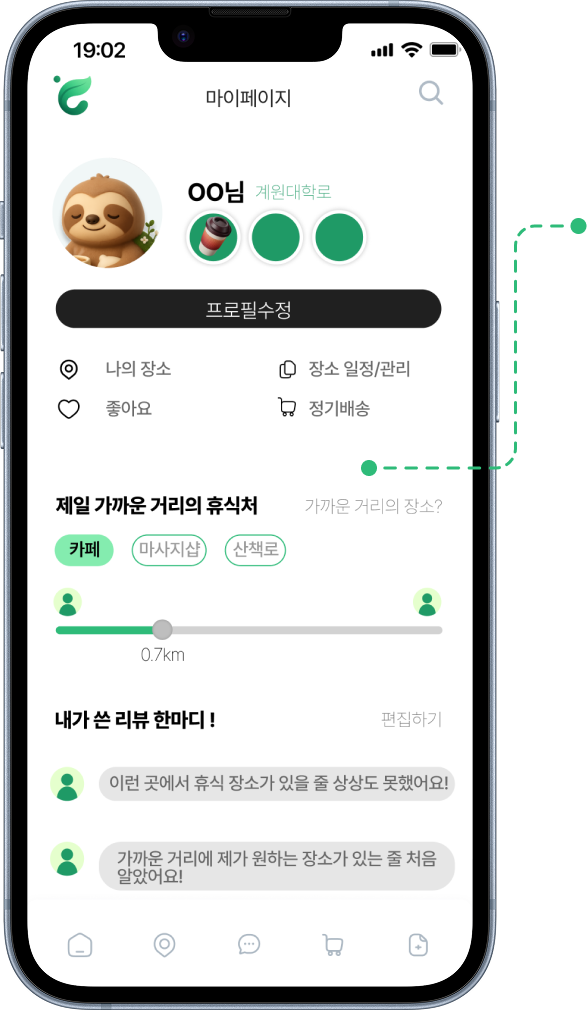 19:02
마이페이지
OO님 계원대학로
프로필수정
나의 장소
장소 일정/관리
좋아요
정기배송
제일 가까운 거리의 휴식처
가까운 거리의 장소?
카페
마사지샵
산책로
0.7km
내가 쓴 리뷰 한마디 !
편집하기
이런 곳에서 휴식 장소가 있을 줄 상상도 못했어요!
가까운 거리에 제가 원하는 장소가 있는 줄 처음
알았어요!